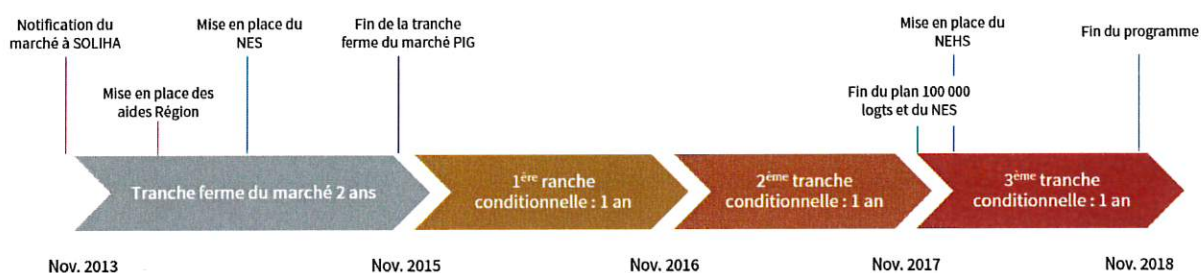 Notification du
marché à SOLIHA
Mise en place des
aides Région
Mise en place du
NES
Fin de la tranche
ferme du marché PIG
Mise en place du
NEHS
Fin du plan 100 000
logts et du NES
Fin du programme
Tranche ferme du marché 2 ans
1ère ranche
conditionnelle : 1 an
2ème tranche
conditionnelle : 1 an
3ème tranche
conditionnelle : 1 an
Nov. 2013
Nov. 2015
Nov. 2016
Nov. 2017
Nov. 2018